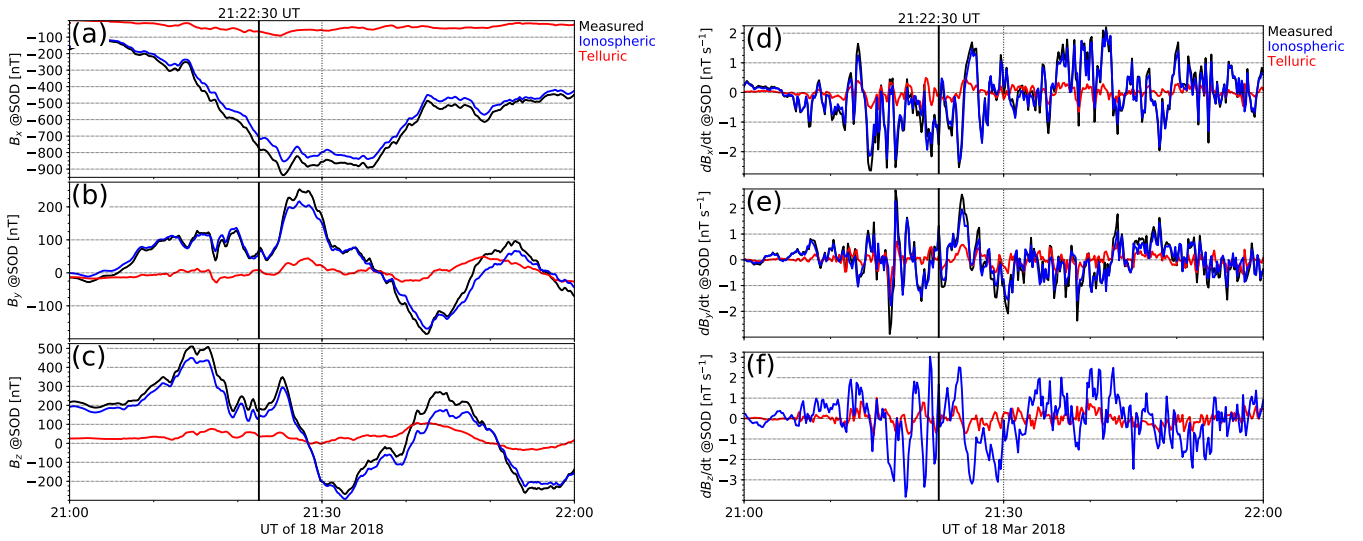 21:22:30 UT
Measured
Ionospheric
Telluric
(a)
B_x @SOD [nT]
−100
−200
−300
−400
−500
−600
−700
−800
−900
(b)
B_y @SOD [nT]
200
100
0
−100
(c)
B_z @SOD [nT]
500
400
300
200
100
0
−100
−200
21:00
21:30
22:00
UT of 18 Mar 2018
21:22:30 UT
Measured
Ionospheric
Telluric
(d)
dB_x/dt @SOD [nT s⁻¹]
2
1
0
−1
−2
(e)
dB_y/dt @SOD [nT s⁻¹]
2
1
0
−1
−2
(f)
dB_z/dt @SOD [nT s⁻¹]
3
2
1
0
−1
−2
−3
21:00
21:30
22:00
UT of 18 Mar 2018